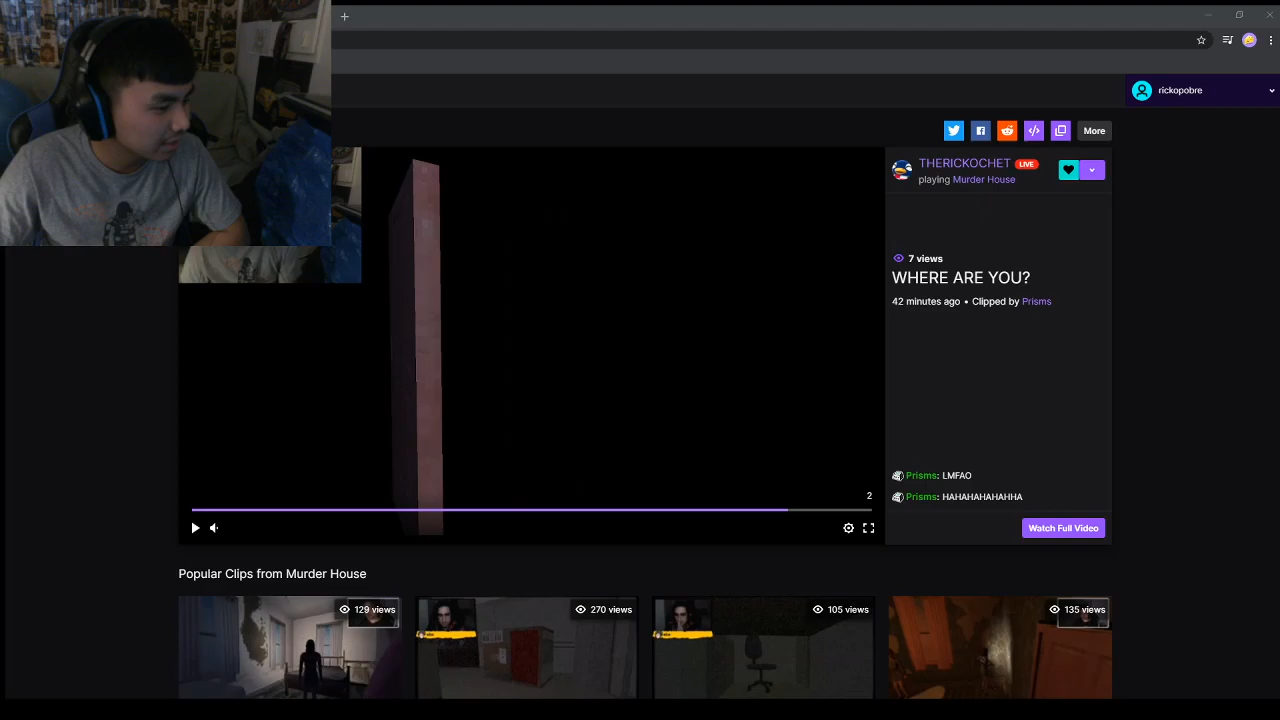 rickopobre
More
THERICKOCHET LIVE
playing Murder House
7 views
WHERE ARE YOU?
42 minutes ago • Clipped by Prisms
Prisms: LMFAO
Prisms: HAHAHAHAHAHHA
2
Watch Full Video
Popular Clips from Murder House
129 views
270 views
105 views
135 views